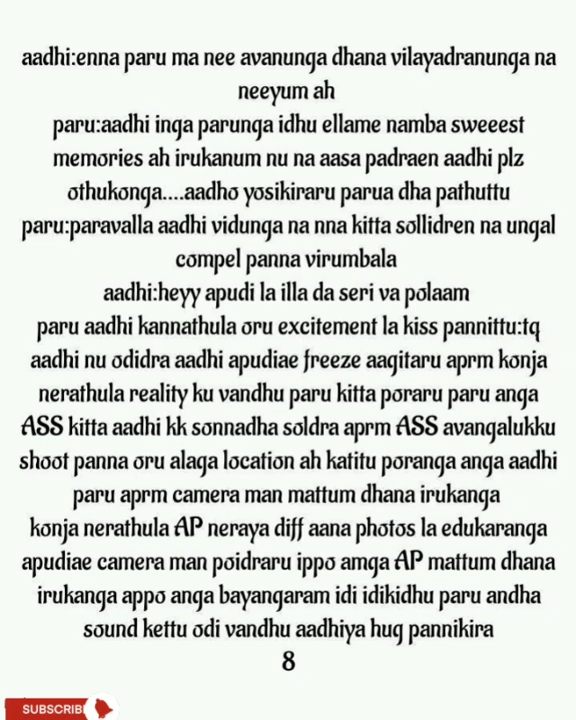 aadhi:enna paru ma nee avanunga dhana vilayadranunga na
neeyum ah
paru:aadhi inga parunga idhu ellame namba sweeest
memories ah irukanum nu na aasa padraen aadhi plz
othukonga....aadho yosikiraru parua dha pathuttu
paru:paravalla aadhi vidunga na nna kitta sollidren na ungal
compel panna virumbala
aadhi:heyy apudi la illa da seri va polaam
paru aadhi kannathula oru excitement la kiss pannittu:tq
aadhi nu odidra aadhi apudiae freeze aagitaru aprm konja
nerathula reality ku vandhu paru kitta poraru paru anga
ASS kitta aadhi kk sonnadha soldra aprm ASS avangalukku
shoot panna oru alaga location ah katitu poranga anga aadhi
paru aprm camera man mattum dhana irukanga
konja nerathula AP neraya diff aana photos la edukaranga
apudiae camera man poidraru ippo amga AP mattum dhana
irukanga appo anga bayangaram idi idikidhu paru andha
sound kettu odi vandhu aadhiya hug pannikira
8
SUBSCRIB